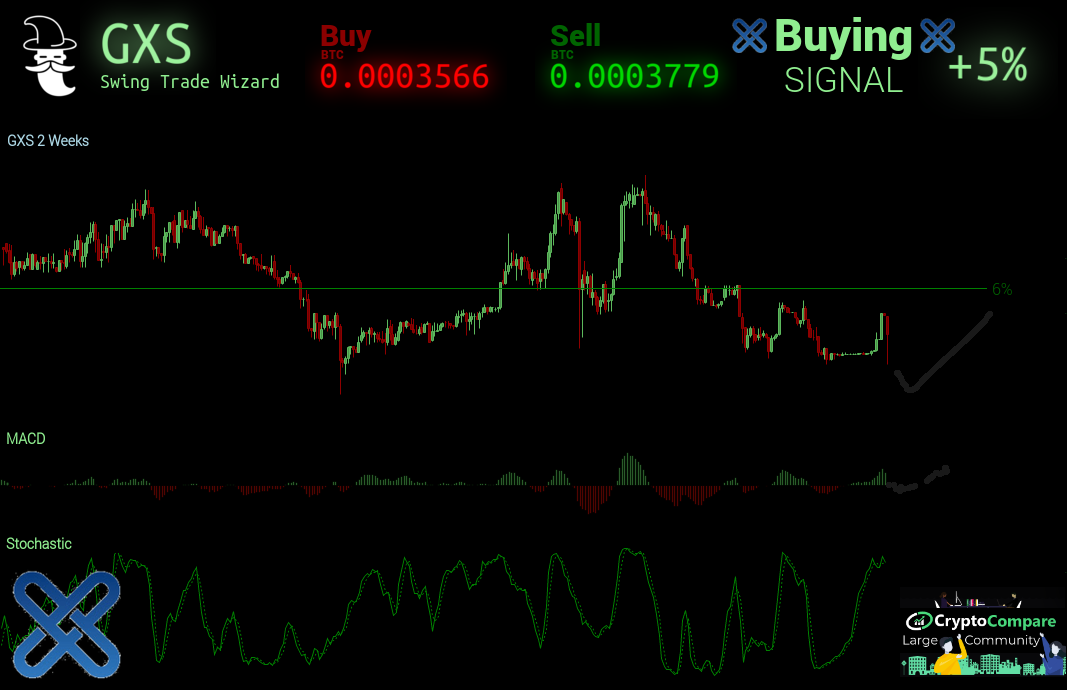 GXS
Swing Trade Wizard
Buy
BTC
0.0003566
Sell
BTC
0.0003779
Buying
SIGNAL
+5%
GXS 2 Weeks
6%
MACD
Stochastic
CryptoCompare
Large Community